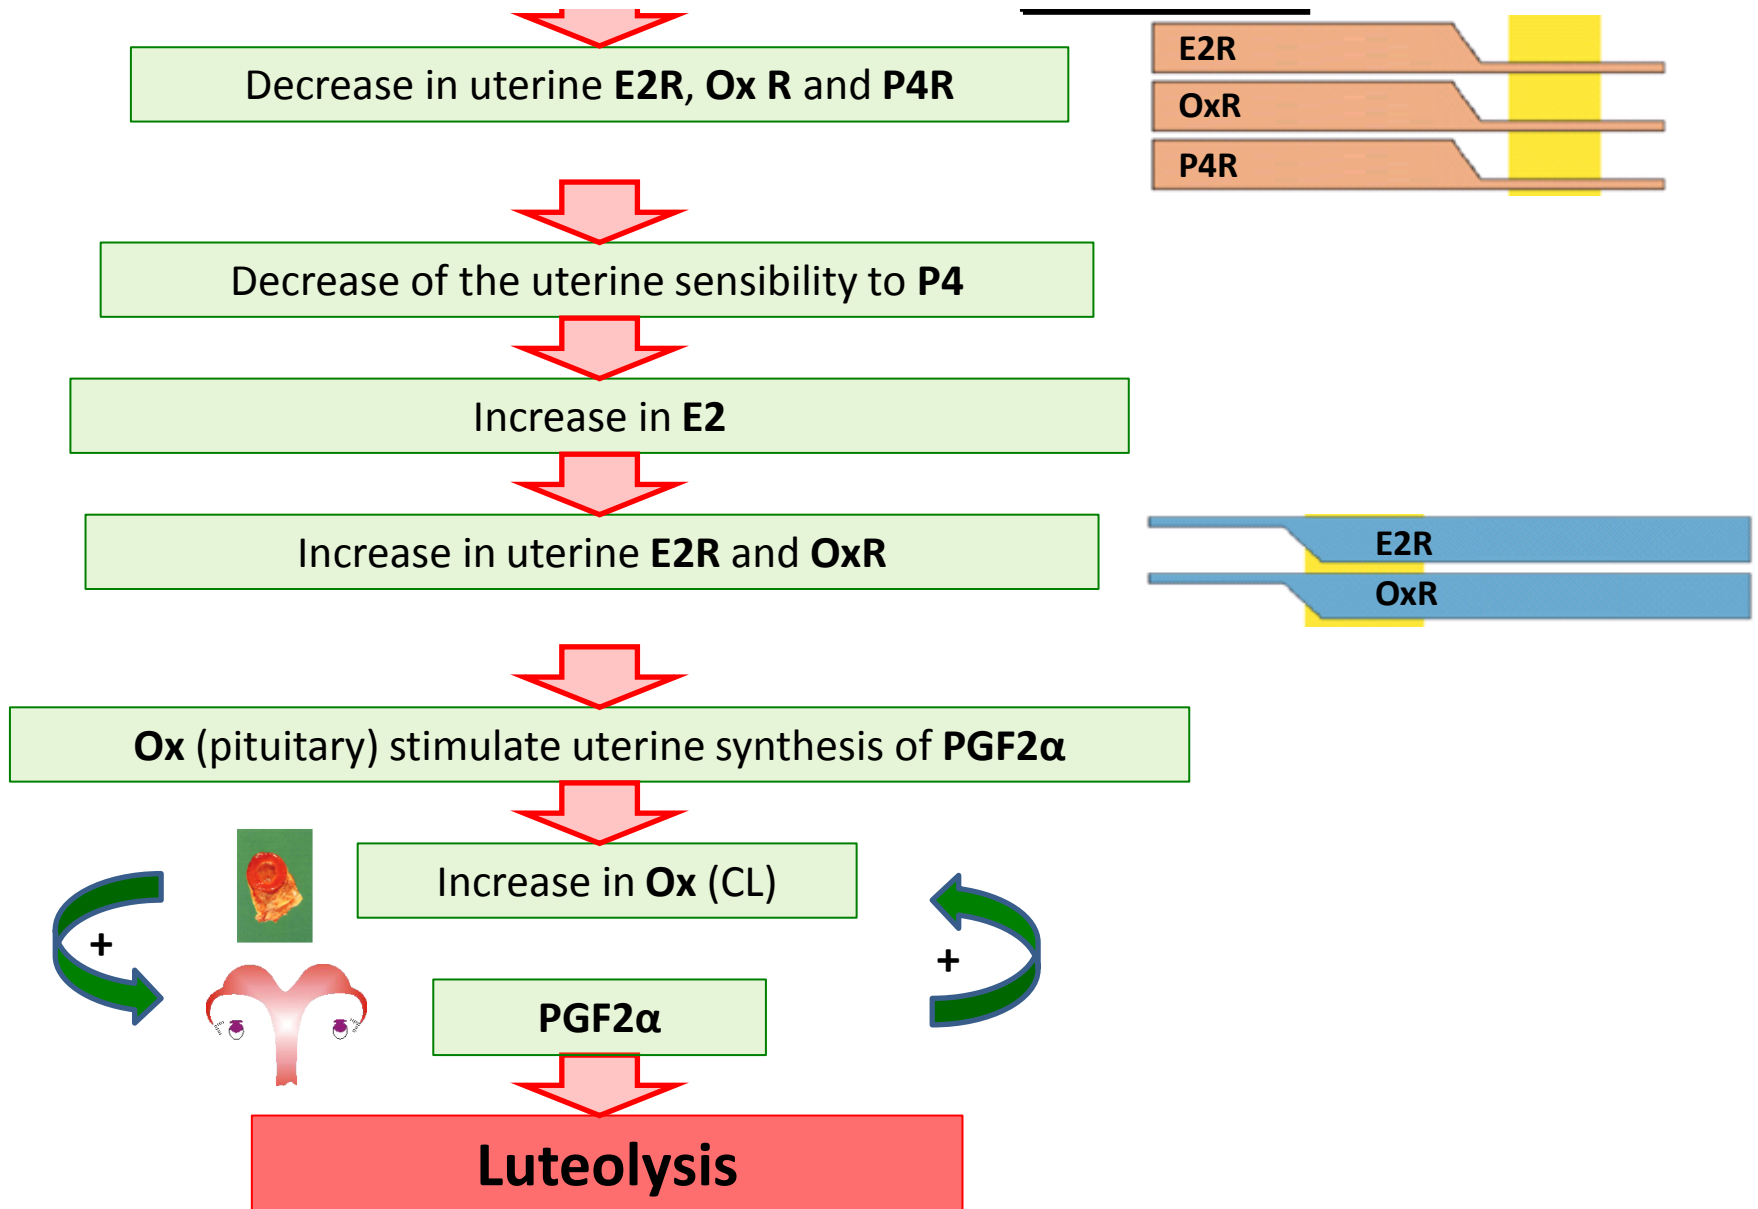 Decrease in uterine E2R, Ox R and P4R
E2R
OxR
P4R
Decrease of the uterine sensibility to P4
Increase in E2
Increase in uterine E2R and OxR
E2R
OxR
Ox (pituitary) stimulate uterine synthesis of PGF2α
Increase in Ox (CL)
+
+
PGF2α
Luteolysis